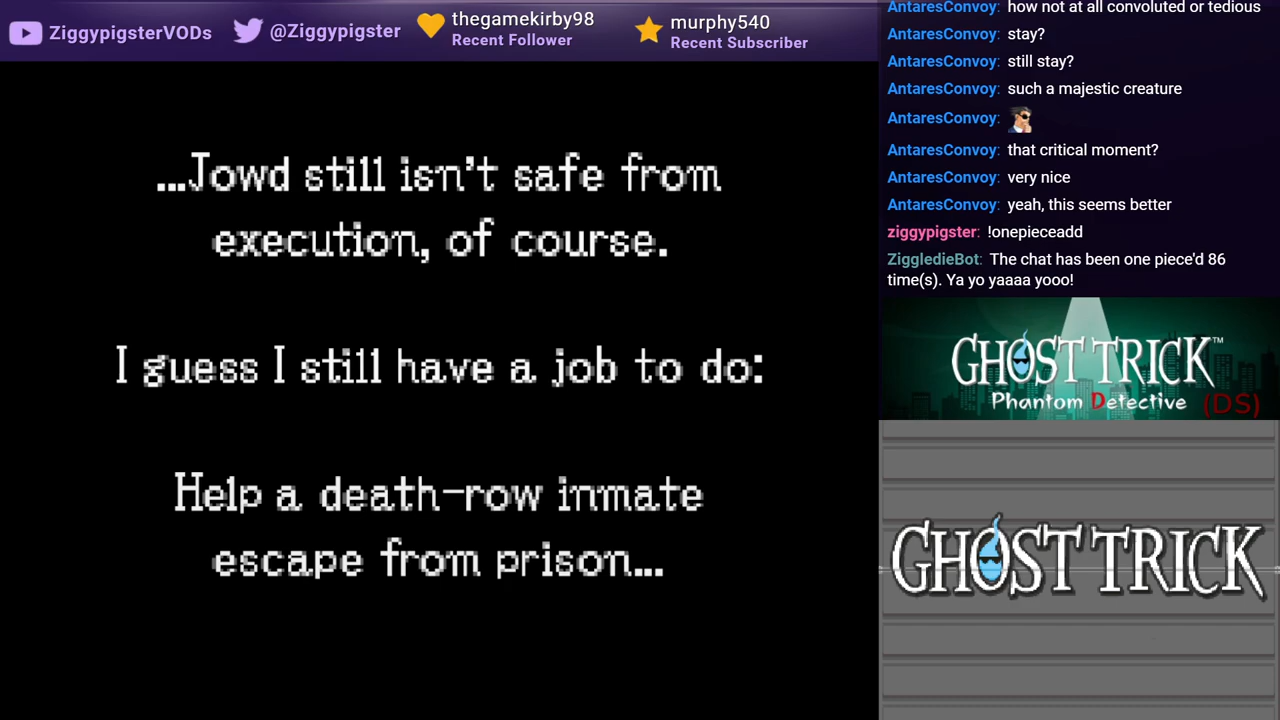 ZiggypigsterVODs
@Ziggypigster
thegamekirby98
Recent Follower
murphy540
Recent Subscriber
...Jowd still isn't safe from
execution, of course.
I guess I still have a job to do:
Help a death-row inmate
escape from prison...
AntaresConvoy: how not at all convoluted or tedious
AntaresConvoy: stay?
AntaresConvoy: still stay?
AntaresConvoy: such a majestic creature
AntaresConvoy:
AntaresConvoy: that critical moment?
AntaresConvoy: very nice
AntaresConvoy: yeah, this seems better
ziggypigster: !onepieceadd
ZiggledieBot: The chat has been one piece'd 86
time(s). Ya yo yaaaa yooo!
GHOST TRICK™
Phantom Detective (DS)
GHOST TRICK